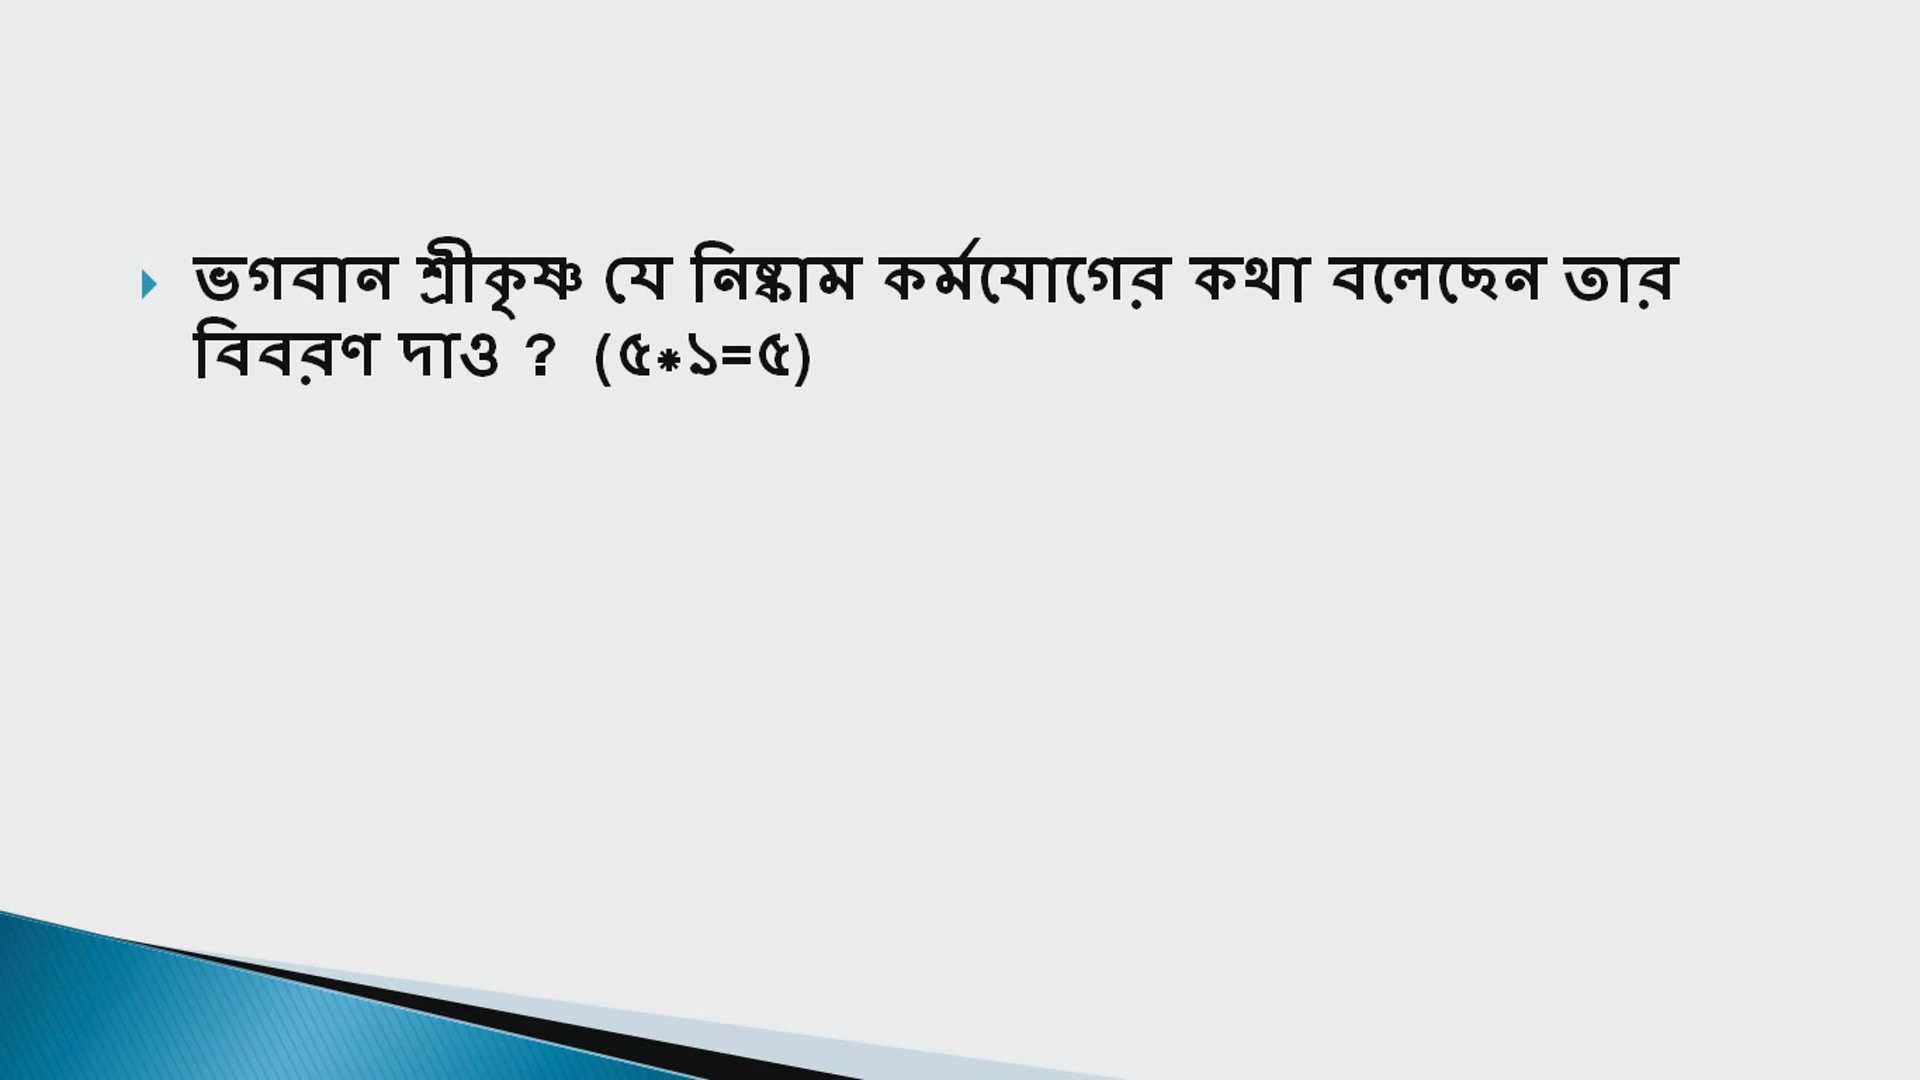 ভগবান শ্রীকৃষ্ণ যে নিষ্কাম কর্মযোগের কথা বলেছেন তার
বিবরণ দাও ? (৫*১=৫)